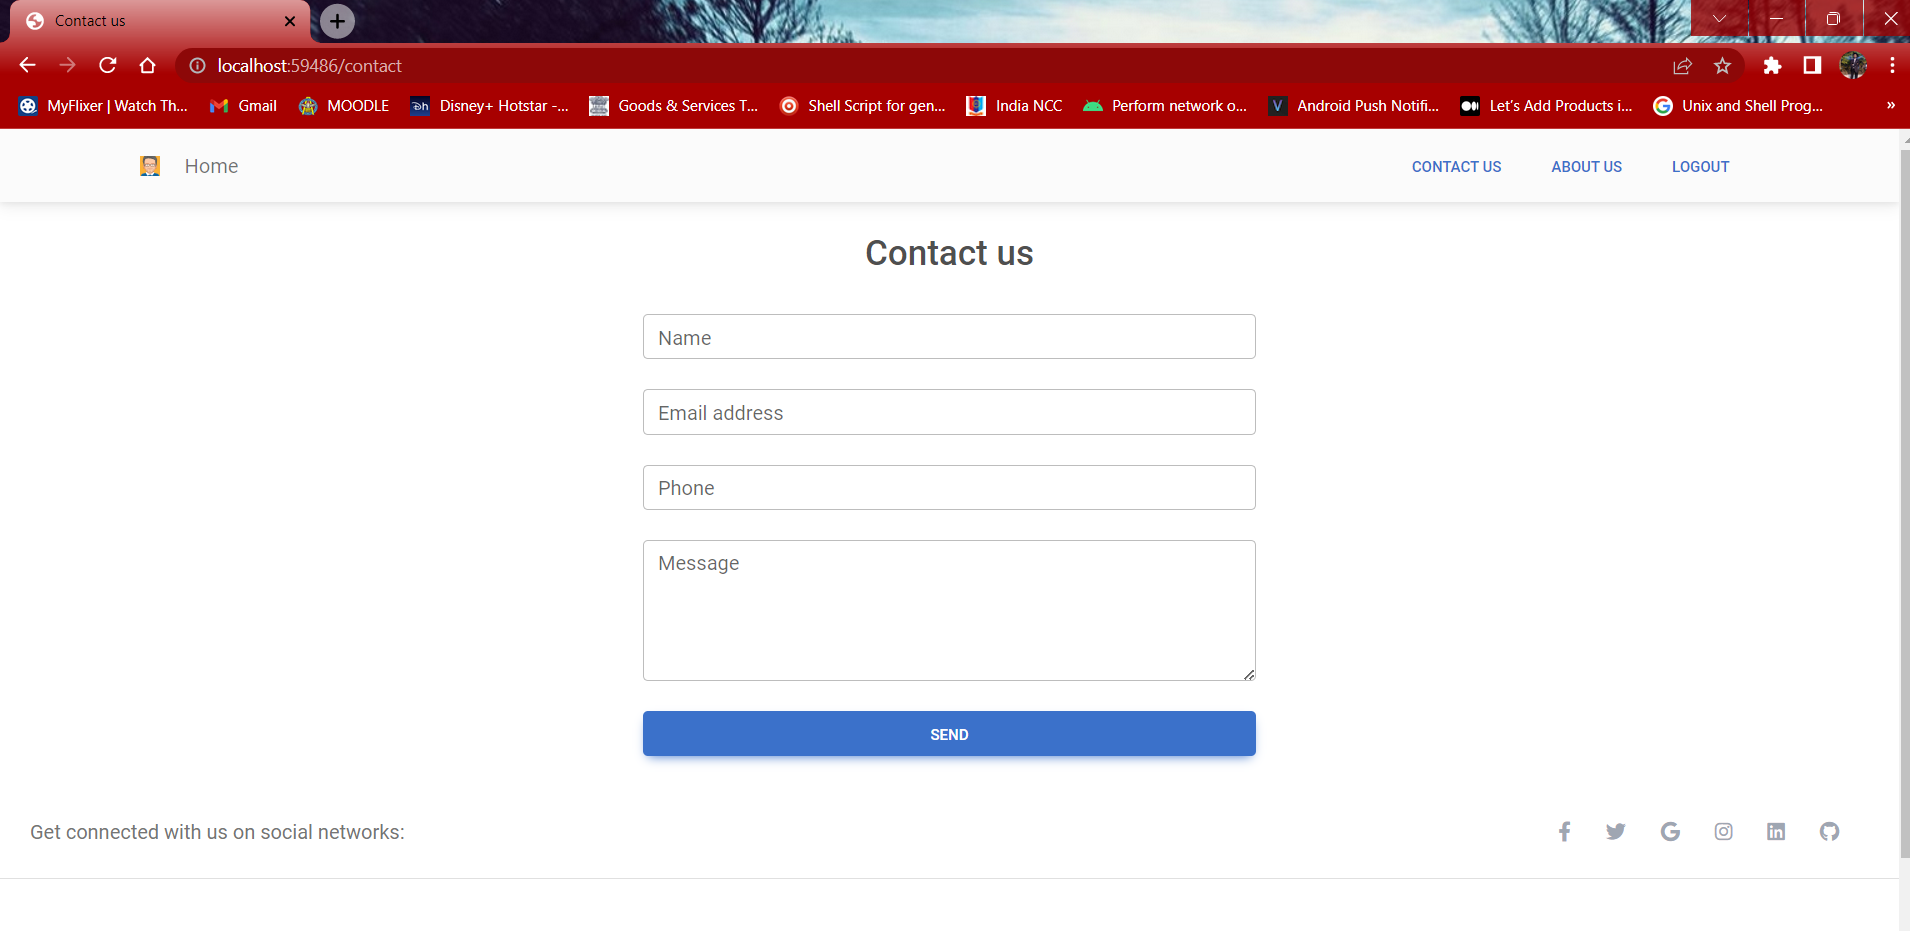 Contact us
localhost:59486/contact
MyFlixer | Watch Th... Gmail MOODLE Disney+ Hotstar -... Goods & Services T... Shell Script for gen... India NCC Perform network o... Android Push Notifi... Let's Add Products i... Unix and Shell Prog... »
Home CONTACT US ABOUT US LOGOUT
Contact us
Name
Email address
Phone
Message
SEND
Get connected with us on social networks: